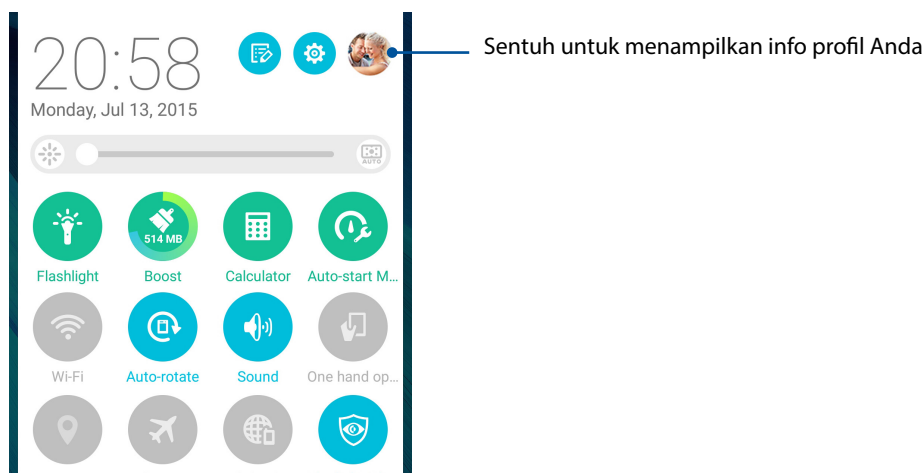 20:58
Sentuh untuk menampilkan info profil Anda
Monday, Jul 13, 2015
AUTO
514 MB
Flashlight Boost Calculator Auto-start M...
Wi-Fi Auto-rotate Sound One hand op...